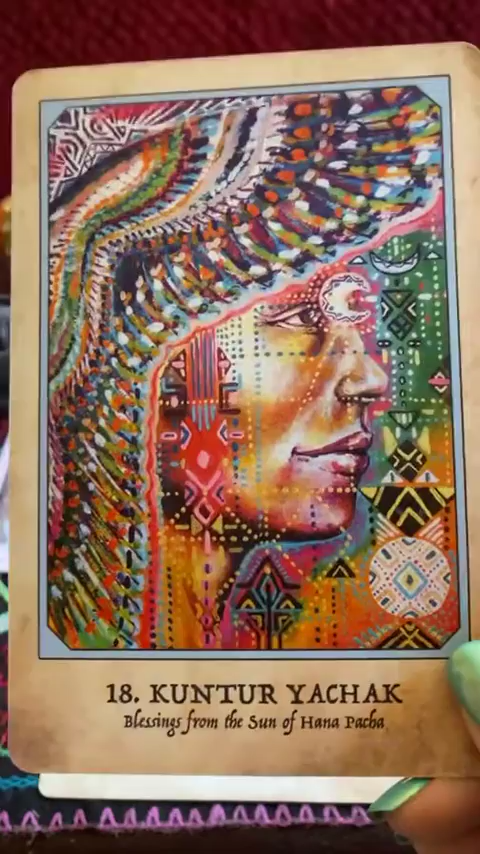 18. KUNTUR YACHAK
Blessings from the Sun of Hana Pacha